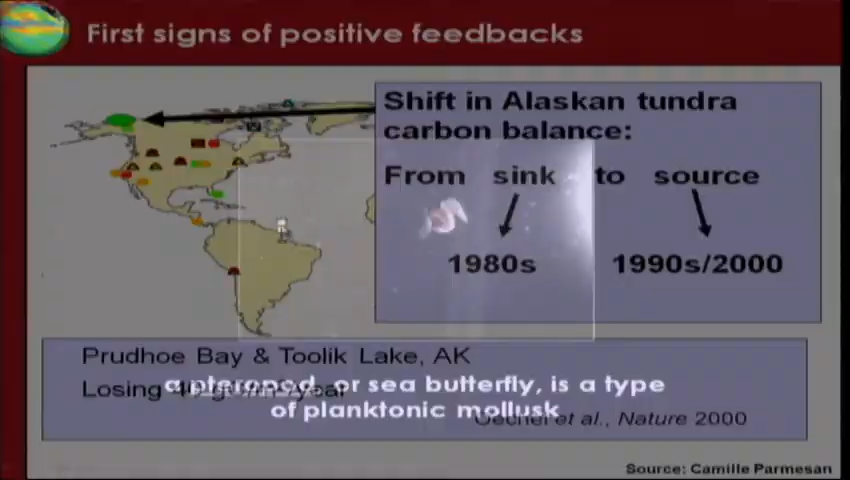 First signs of positive feedbacks
Shift in Alaskan tundra
carbon balance:
From sink to source
1980s 1990s/2000
Prudhoe Bay & Toolik Lake, AK
Losing
a pteropod, or sea butterfly, is a type
of planktonic mollusk
Oechel et al., Nature 2000
Source: Camille Parmesan